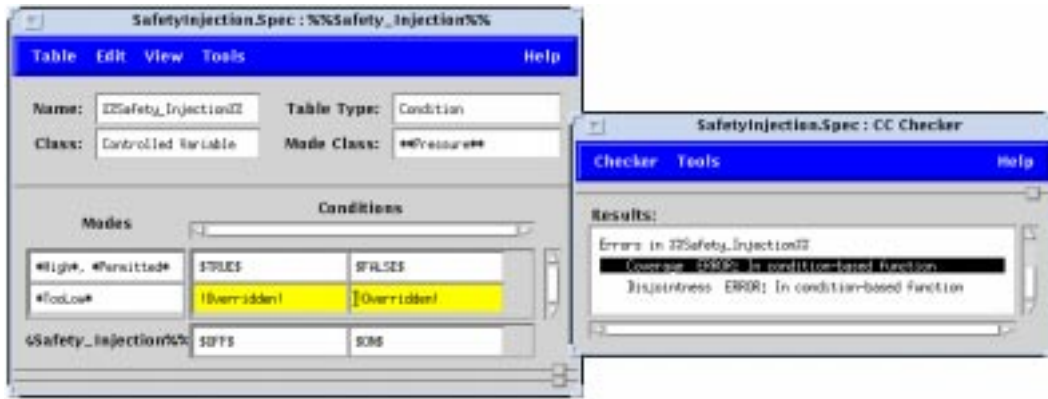 SafetyInjection.Spec : %%Safety_Injection%%
Table Edit View Tools Help
Name: %%Safety_Injection%% Table Type: Condition
Class: Controlled Variable Mode Class: **Pressure**
Conditions
Modes
*High*, *Permitted* $TRUE$ $FALSE$
*TooLow* !Overridden! !Overridden!
%Safety_Injection%% $OFF$ $ON$
SafetyInjection.Spec : CC Checker
Checker Tools Help
Results:
Errors in %%Safety_Injection%%
Coverage ERROR: In condition-based function
Disjointness ERROR: In condition-based function